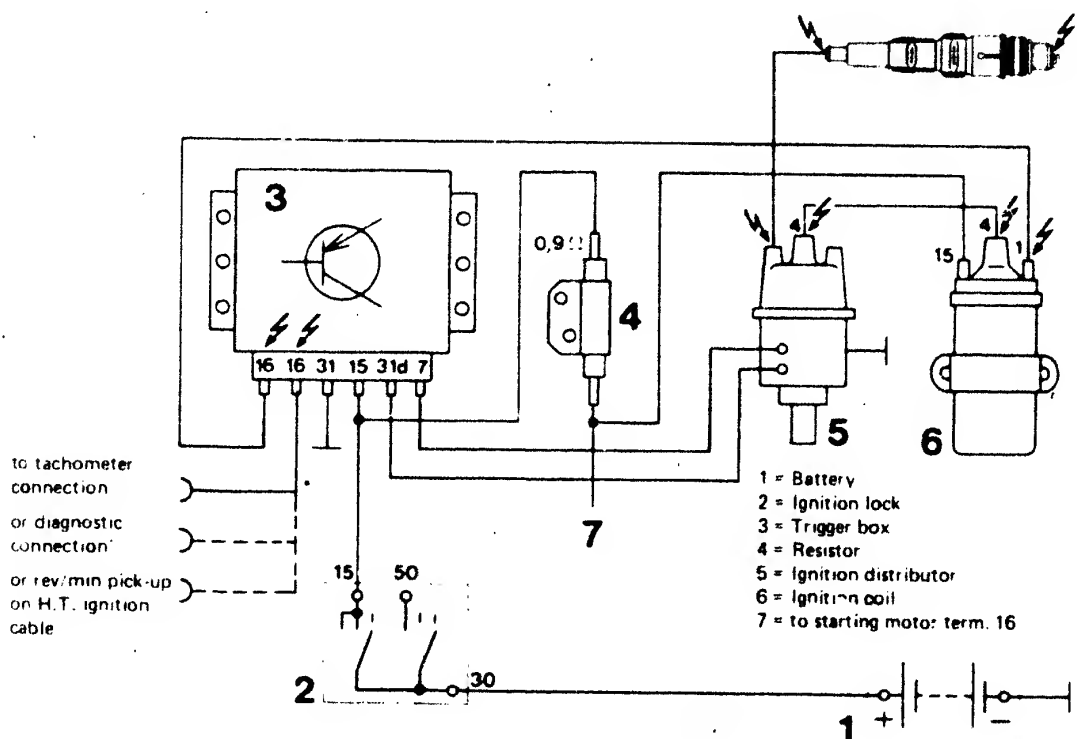 3
0,9 Ω
4
4
15
4
1
16 16 31 15 31d 7
5
6
to tachometer
connection
or diagnostic
connection
or rev/min pick-up
on H.T. ignition
cable
7
1 = Battery
2 = Ignition lock
3 = Trigger box
4 = Resistor
5 = Ignition distributor
6 = Ignition coil
7 = to starting motor term. 16
15
50
2
30
1
+
−